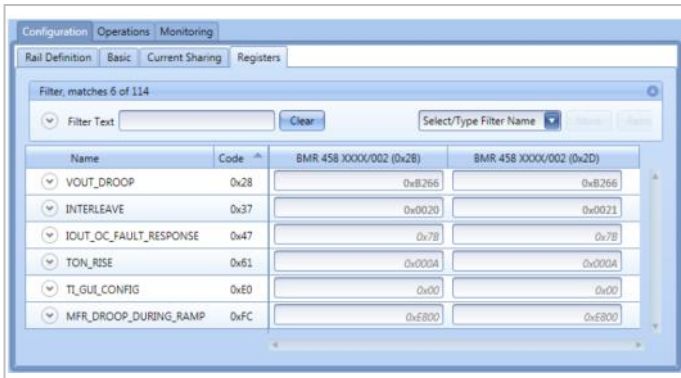 Configuration Operations Monitoring
Rail Definition Basic Current Sharing Registers
Filter, matches 6 of 114
Filter Text Clear Select/Type Filter Name
Name Code BMR 458 XXXX/002 (0x2B) BMR 458 XXXX/002 (0x2D)
VOUT_DROOP 0x28 0xB266 0xB266
INTERLEAVE 0x37 0x0020 0x0021
IOUT_OC_FAULT_RESPONSE 0x47 0x7B 0x7B
TON_RISE 0x61 0x000A 0x000A
TI_GUI_CONFIG 0xE0 0x00 0x00
MFR_DROOP_DURING_RAMP 0xFC 0xE800 0xE800